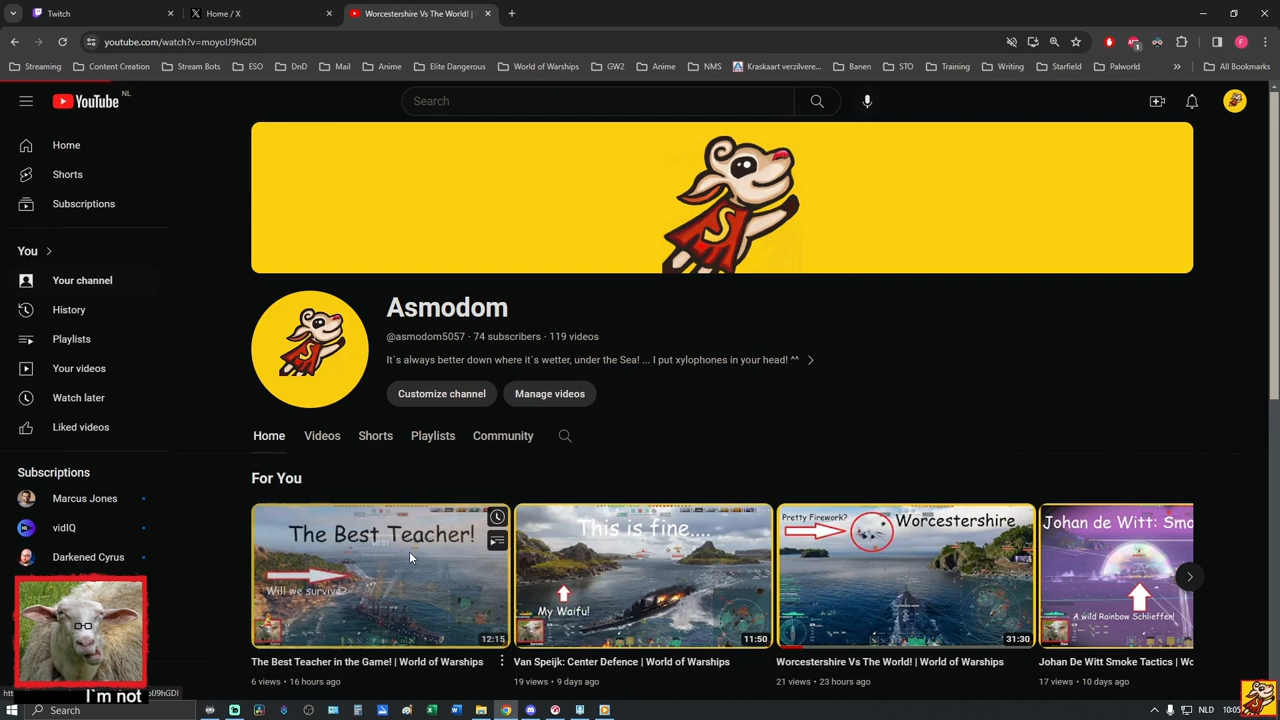 Twitch
Home / X
Worcestershire Vs The World! |
youtube.com/watch?v=moyoIJ9hGDI
Streaming
Content Creation
Stream Bots
ESO
DnD
Mail
Anime
Elite Dangerous
World of Warships
GW2
Anime
NMS
Kraskaart verzilvere...
Banen
STO
Training
Writing
Starfield
Palworld
»
All Bookmarks
YouTube NL
Search
Home
Shorts
Subscriptions
You
Your channel
History
Playlists
Your videos
Watch later
Liked videos
Subscriptions
Marcus Jones
vidIQ
Darkened Cyrus
I`m not
S
Asmodom
@asmodom5057 · 74 subscribers · 119 videos
It`s always better down where it`s wetter, under the Sea! ... I put xylophones in your head! ^^
Customize channel
Manage videos
Home
Videos
Shorts
Playlists
Community
For You
The Best Teacher!
Will we survive?
12:15
The Best Teacher in the Game! | World of Warships
6 views • 16 hours ago
This is fine....
My Waifu!
11:50
Van Speijk: Center Defence | World of Warships
19 views • 9 days ago
Pretty Firework?
Worcestershire
31:30
Worcestershire Vs The World! | World of Warships
21 views • 23 hours ago
Johan de Witt: Smo
A wild Rainbow Schlieffen!
Johan De Witt Smoke Tactics | Wo
17 views • 10 days ago
Search
NLD